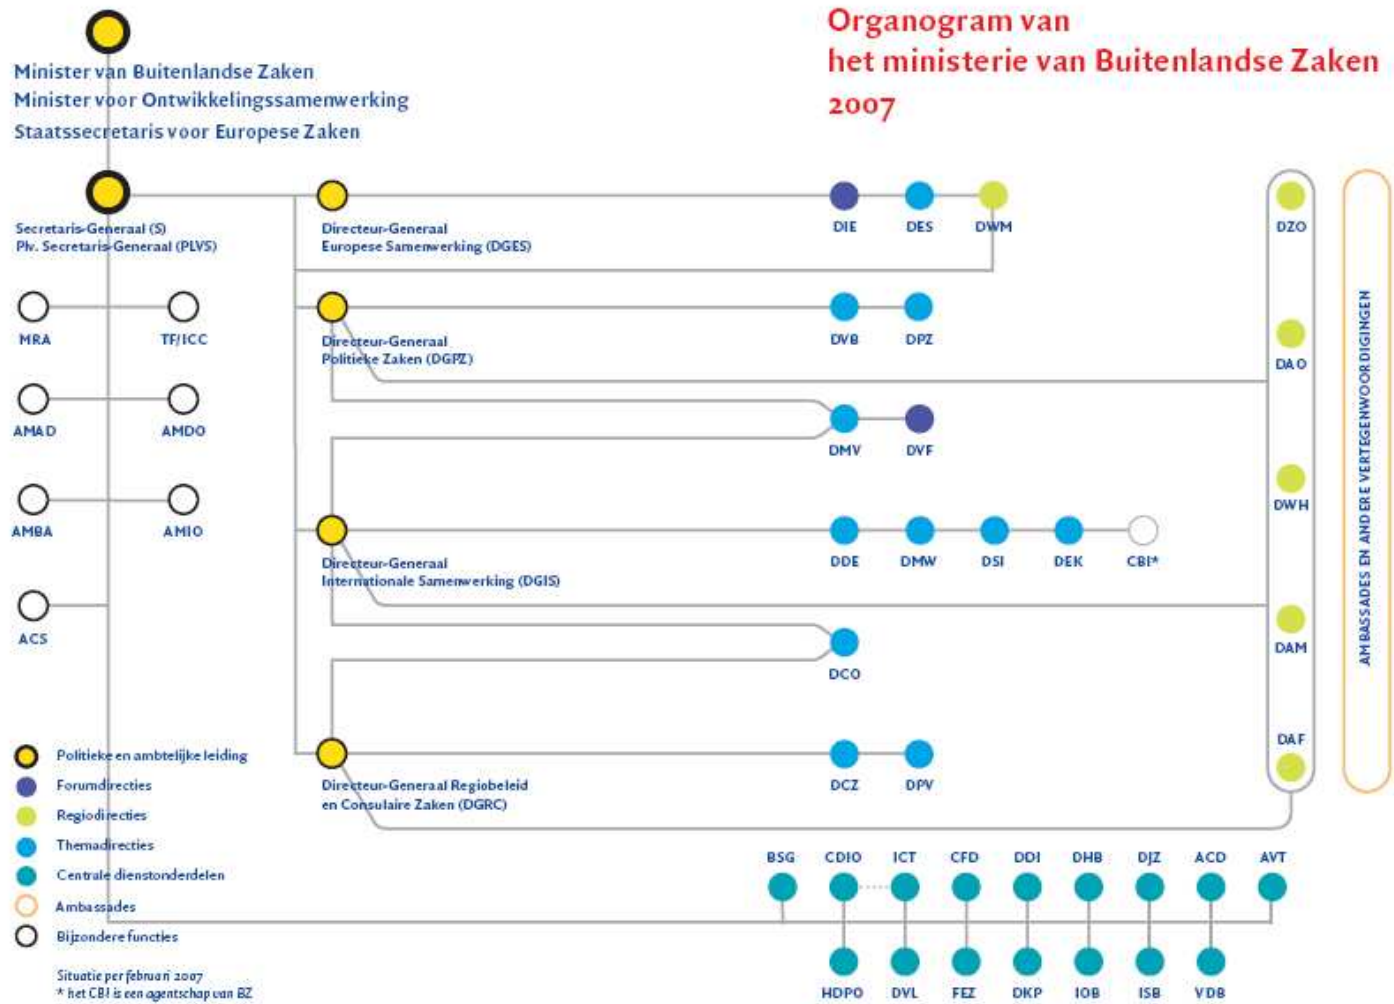 Organogram van
het ministerie van Buitenlandse Zaken
2007
Minister van Buitenlandse Zaken
Minister voor Ontwikkelingssamenwerking
Staatssecretaris voor Europese Zaken
Secretaris-Generaal (S)
Plv. Secretaris-Generaal (PLVS)
Directeur-Generaal
Europese Samenwerking (DGES)
DIE DES DWM
DZO
MRA TF/ICC
Directeur-Generaal
Politieke Zaken (DGPZ)
DVB DPZ
DAO
AMAD AMDO
DMV DVF
DWH
AMBA AMIO
Directeur-Generaal
Internationale Samenwerking (DGIS)
DDE DMW DSI DEK CBI*
ACS
DCO
DAM
DAF
AMBASSADES EN ANDERE VERTEGENWOORDIGINGEN
Directeur-Generaal Regiobeleid
en Consulaire Zaken (DGRC)
DCZ DPV
Politieke en ambtelijke leiding
Forumdirecties
Regiodirecties
Themadirecties
Centrale dienstonderdelen
Ambassades
Bijzondere functies
Situatie per februari 2007
* het CBI is een agentschap van BZ
BSG CDIO ICT CFD DDI DHB DJZ ACD AVT
HDPO DVL FEZ DKP IOB ISB VDB